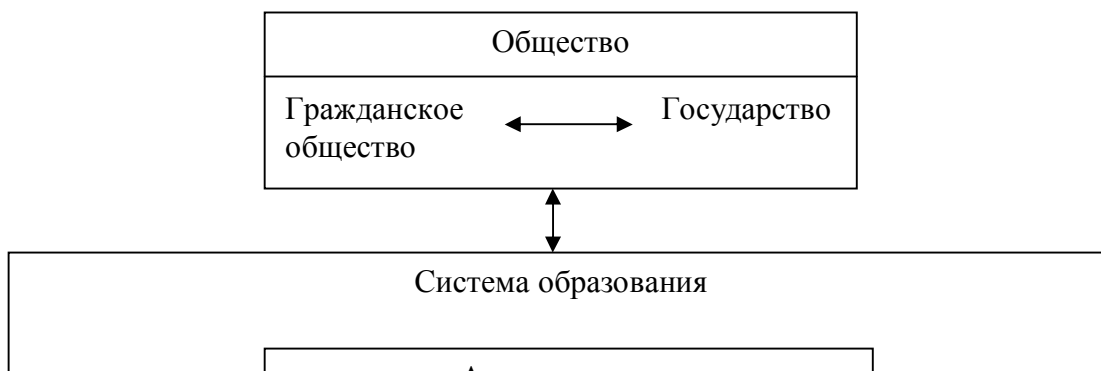 Общество
Гражданское
общество
Государство
Система образования